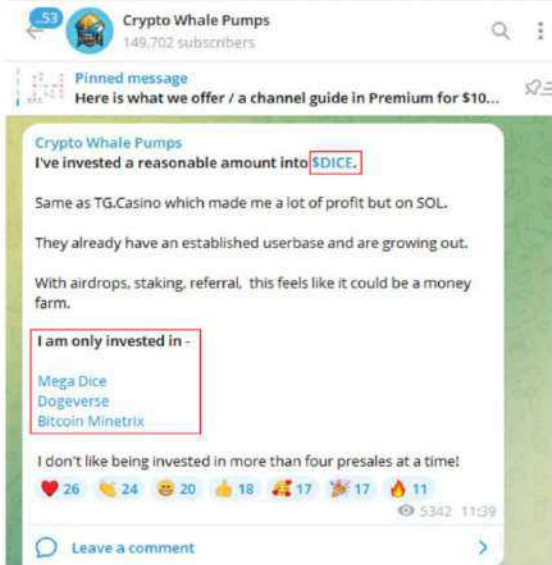 53
Crypto Whale Pumps
149,702 subscribers
Pinned message
Here is what we offer / a channel guide in Premium for $10...
Crypto Whale Pumps
I've invested a reasonable amount into $DICE.
Same as TG.Casino which made me a lot of profit but on SOL.
They already have an established userbase and are growing out.
With airdrops, staking, referral, this feels like it could be a money
farm.
I am only invested in -
Mega Dice
Dogeverse
Bitcoin Minetrix
I don't like being invested in more than four presales at a time!
26 24 20 18 17 17 11
5342 11:39
Leave a comment